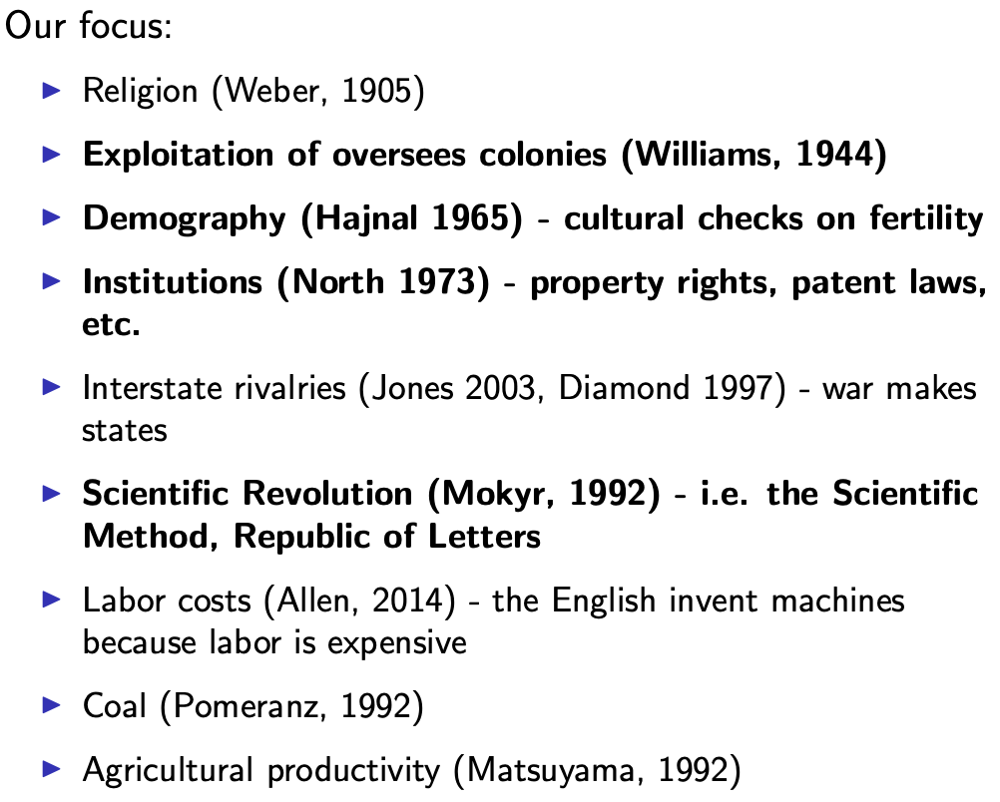 Our focus:
Religion (Weber, 1905)
Exploitation of oversees colonies (Williams, 1944)
Demography (Hajnal 1965) - cultural checks on fertility
Institutions (North 1973) - property rights, patent laws,
etc.
Interstate rivalries (Jones 2003, Diamond 1997) - war makes
states
Scientific Revolution (Mokyr, 1992) - i.e. the Scientific
Method, Republic of Letters
Labor costs (Allen, 2014) - the English invent machines
because labor is expensive
Coal (Pomeranz, 1992)
Agricultural productivity (Matsuyama, 1992)